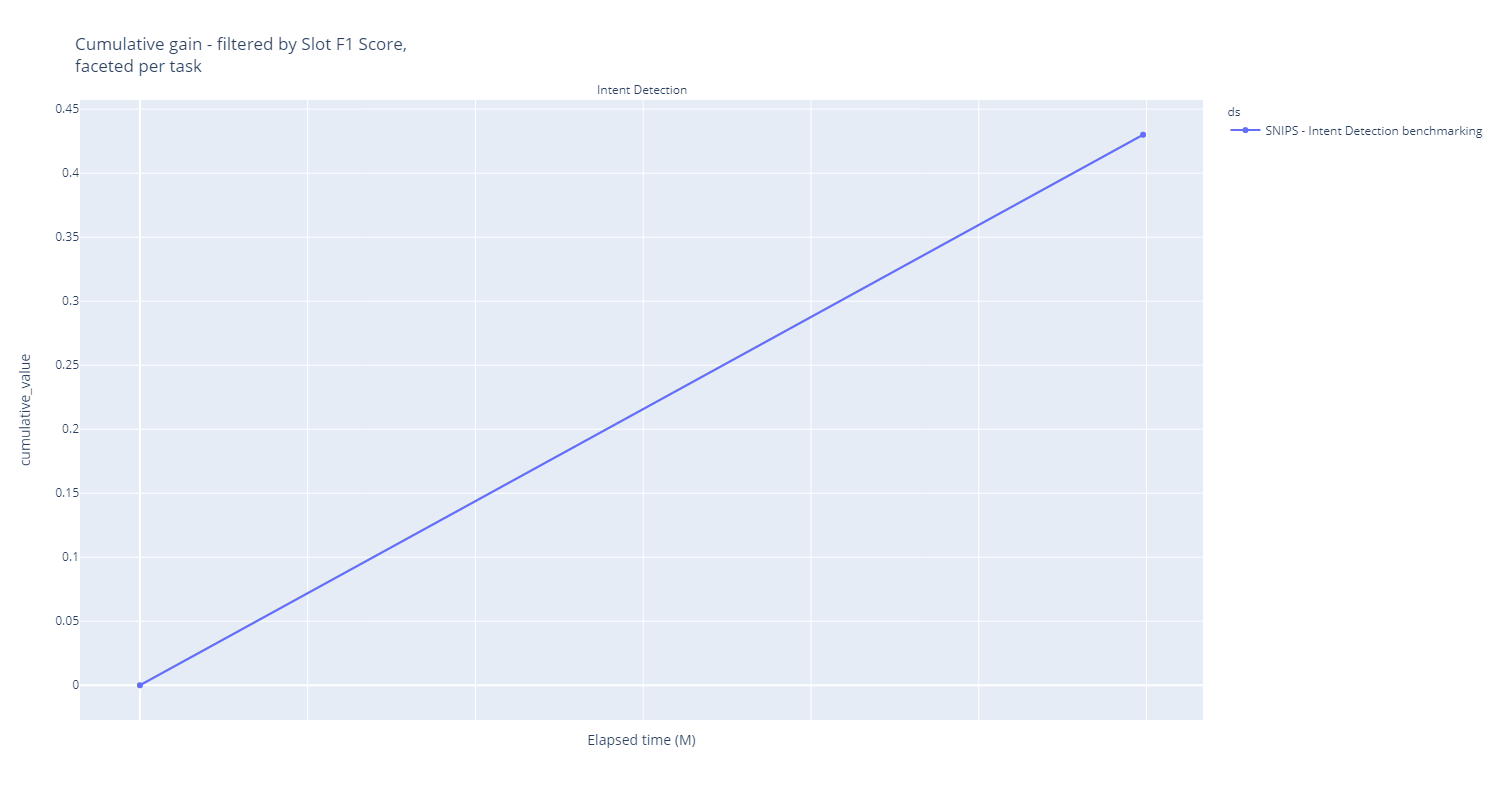 Cumulative gain - filtered by Slot F1 Score,
faceted per task
Intent Detection
ds
SNIPS - Intent Detection benchmarking
0.45
0.4
0.35
0.3
0.25
0.2
0.15
0.1
0.05
0
cumulative_value
Elapsed time (M)